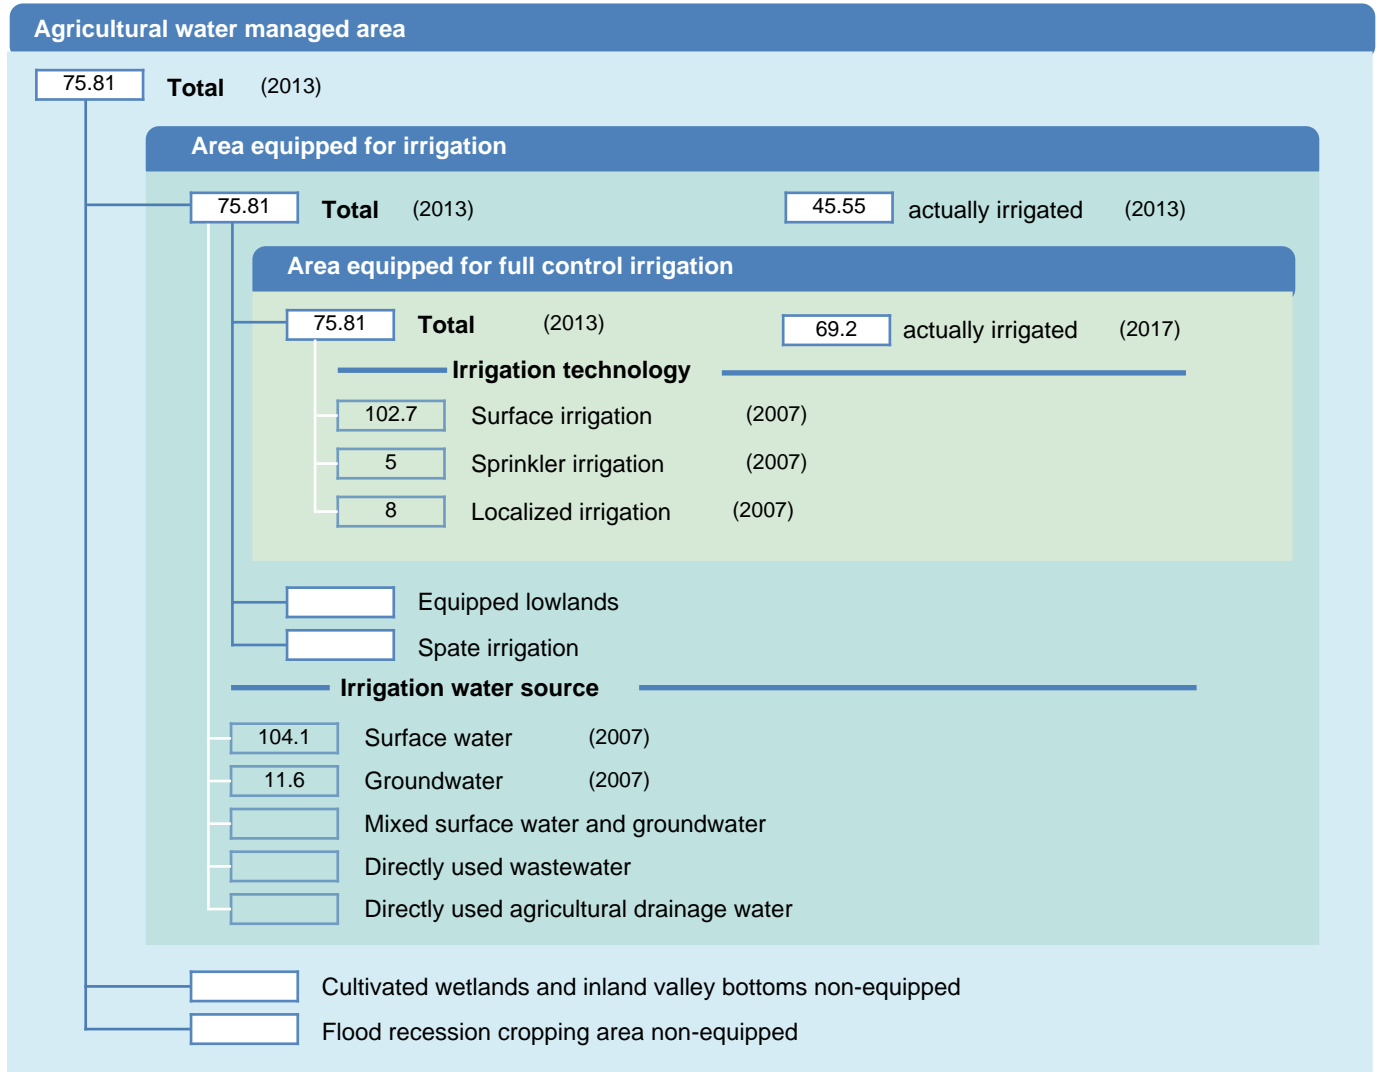 Agricultural water managed area
75.81 Total (2013)
Area equipped for irrigation
75.81 Total (2013) 45.55 actually irrigated (2013)
Area equipped for full control irrigation
75.81 Total (2013) 69.2 actually irrigated (2017)
Irrigation technology
102.7 Surface irrigation (2007)
5 Sprinkler irrigation (2007)
8 Localized irrigation (2007)
Equipped lowlands
Spate irrigation
Irrigation water source
104.1 Surface water (2007)
11.6 Groundwater (2007)
Mixed surface water and groundwater
Directly used wastewater
Directly used agricultural drainage water
Cultivated wetlands and inland valley bottoms non-equipped
Flood recession cropping area non-equipped